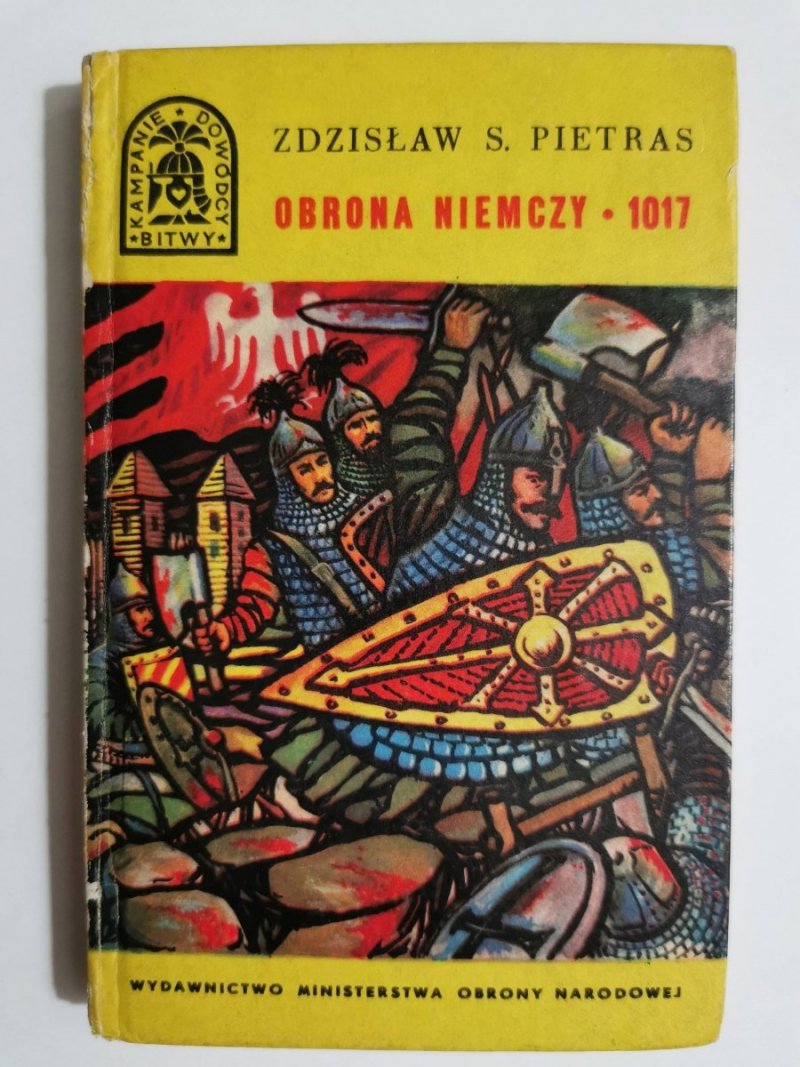 KAMPANIE ★ DOWÓDCY
★ BITWY ★
ZDZISŁAW S. PIETRAS
OBRONA NIEMCZY • 1017
WYDAWNICTWO MINISTERSTWA OBRONY NARODOWEJ